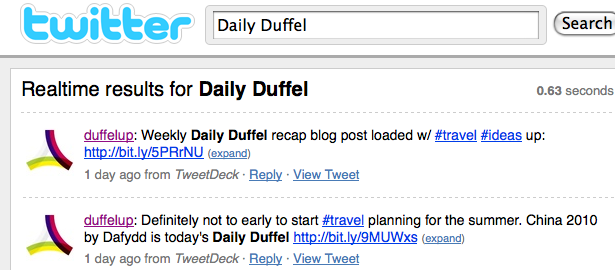 twitter
Daily Duffel
Search
Realtime results for Daily Duffel
0.63 seconds
duffelup: Weekly Daily Duffel recap blog post loaded w/ #travel #ideas up:
http://bit.ly/5PRrNU (expand)
1 day ago from TweetDeck · Reply · View Tweet
duffelup: Definitely not to early to start #travel planning for the summer. China 2010
by Dafydd is today's Daily Duffel http://bit.ly/9MUWxs (expand)
1 day ago from TweetDeck · Reply · View Tweet